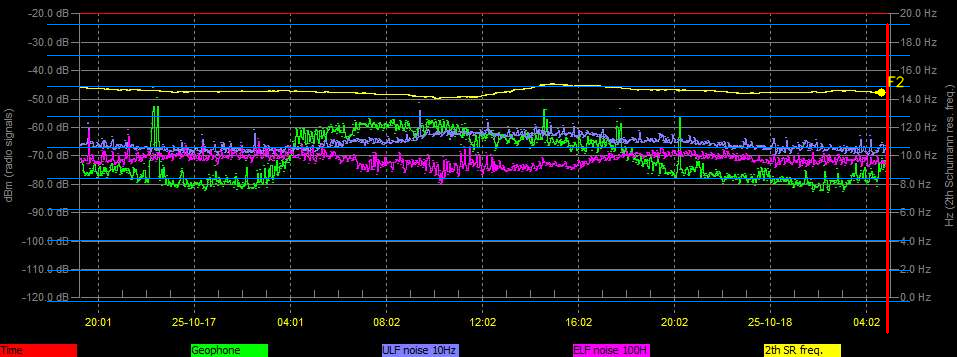 -20.0 dB 20.0 Hz
-30.0 dB 18.0 Hz
-40.0 dB 16.0 Hz
F2
-50.0 dB 14.0 Hz
-60.0 dB 12.0 Hz
-70.0 dB 10.0 Hz
-80.0 dB 8.0 Hz
-90.0 dB 6.0 Hz
-100.0 dB 4.0 Hz
-110.0 dB 2.0 Hz
-120.0 dB 0.0 Hz
dBm (radio signals)
Hz (2th Schumann res. freq.)
20:01 25-10-17 04:01 08:02 12:02 16:02 20:02 25-10-18 04:02
Time Geophone ULF noise 10Hz ELF noise 100H 2th SR freq.